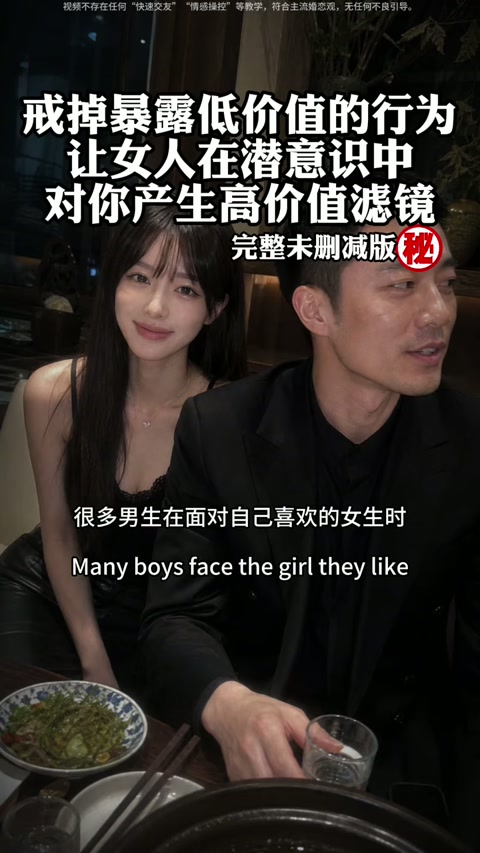 视频不存在任何“快速交友”“情感操控”等教学，符合主流婚恋观，无任何不良引导。
戒掉暴露低价值的行为
让女人在潜意识中
对你产生高价值滤镜
完整未删减版 秘
很多男生在面对自己喜欢的女生时
Many boys face the girl they like